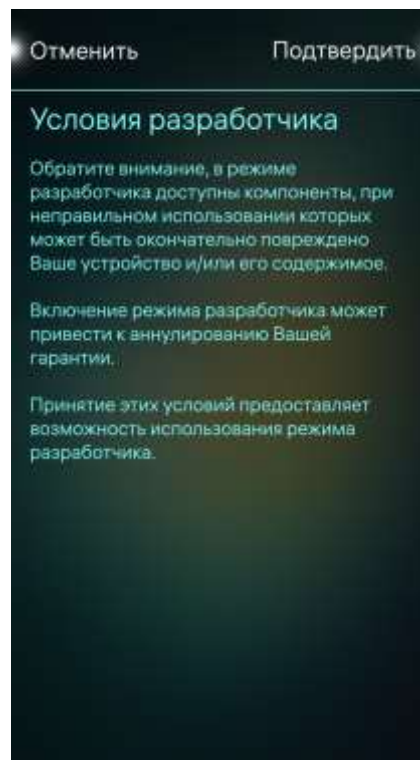 Отменить
Подтвердить
Условия разработчика
Обратите внимание, в режиме
разработчика доступны компоненты, при
неправильном использовании которых
может быть окончательно повреждено
Ваше устройство и/или его содержимое.
Включение режима разработчика может
привести к аннулированию Вашей
гарантии.
Принятие этих условий предоставляет
возможность использования режима
разработчика.